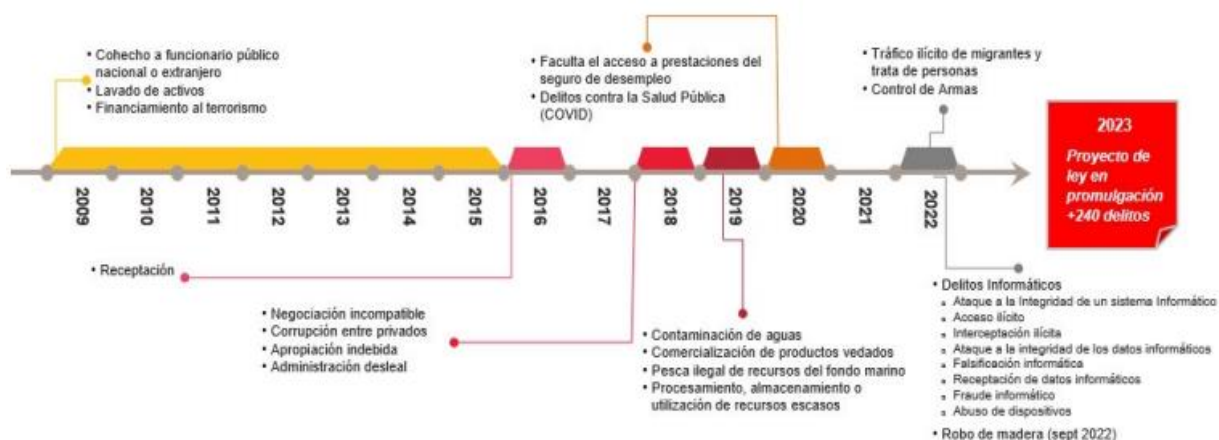 • Cohecho a funcionario público
nacional o extranjero
• Lavado de activos
• Financiamiento al terrorismo
• Faculta el acceso a prestaciones del
seguro de desempleo
• Delitos contra la Salud Pública
(COVID)
• Tráfico ilícito de migrantes y
trata de personas
• Control de Armas
2023
Proyecto de
ley en
promulgación
+240 delitos
2009
2010
2011
2012
2013
2014
2015
2016
2017
2018
2019
2020
2021
2022
• Receptación
• Negociación incompatible
• Corrupción entre privados
• Apropiación indebida
• Administración desleal
• Contaminación de aguas
• Comercialización de productos vedados
• Pesca ilegal de recursos del fondo marino
• Procesamiento, almacenamiento o
utilización de recursos escasos
• Delitos Informáticos
Ataque a la Integridad de un sistema Informático
Acceso ilícito
Interceptación ilícita
Ataque a la integridad de los datos informáticos
Falsificación informática
Receptación de datos informáticos
Fraude informático
Abuso de dispositivos
• Robo de madera (sept 2022)